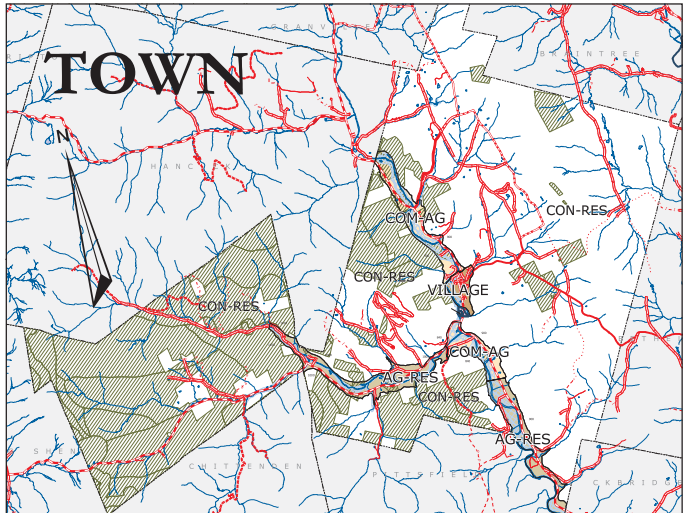 GRANVILLE
TOWN
BRAINTREE
N
HANCOCK
CON-RES
COM-AG
CON-RES
VILLAGE
CON-RES
COM-AG
AG-RES
CON-RES
AG-RES
CHITTENDEN
PITTSFIELD